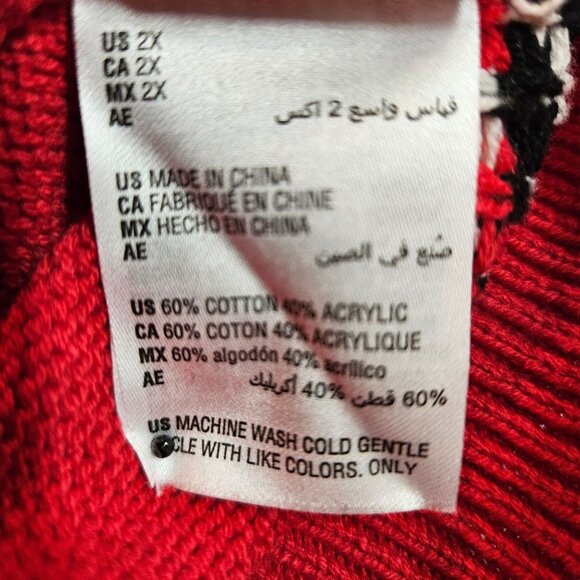 US 2X
CA 2X
MX 2X
AE قياس واسع 2 اكس
US MADE IN CHINA
CA FABRIQUÉ EN CHINE
MX HECHO EN CHINA
AE صُنع في الصين
US 60% COTTON 40% ACRYLIC
CA 60% COTON 40% ACRYLIQUE
MX 60% algodón 40% acrílico
AE 60% قطن 40% أكريليك
US MACHINE WASH COLD GENTLE
CLE WITH LIKE COLORS. ONLY